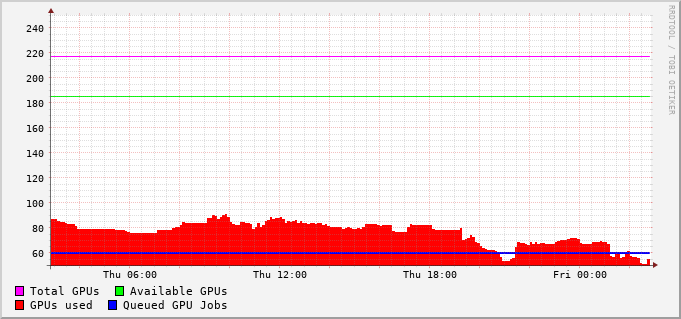 RRDTOOL / TOBI OETIKER
240
220
200
180
160
140
120
100
80
60
Thu 06:00 Thu 12:00 Thu 18:00 Fri 00:00
Total GPUs Available GPUs
GPUs used Queued GPU Jobs